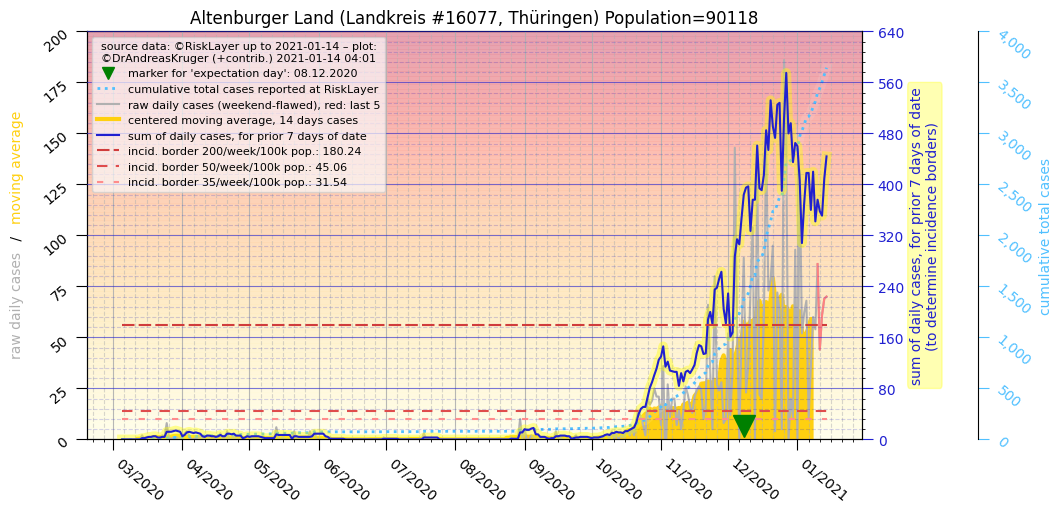 Altenburger Land (Landkreis #16077, Thüringen) Population=90118
source data: ©RiskLayer up to 2021-01-14 – plot:
©DrAndreasKruger (+contrib.) 2021-01-14 04:01
marker for 'expectation day': 08.12.2020
cumulative total cases reported at RiskLayer
raw daily cases (weekend-flawed), red: last 5
centered moving average, 14 days cases
sum of daily cases, for prior 7 days of date
incid. border 200/week/100k pop.: 180.24
incid. border 50/week/100k pop.: 45.06
incid. border 35/week/100k pop.: 31.54
raw daily cases / moving average
200
175
150
125
100
75
50
25
0
03/2020
04/2020
05/2020
06/2020
07/2020
08/2020
09/2020
10/2020
11/2020
12/2020
01/2021
640
560
480
400
320
240
160
80
0
sum of daily cases, for prior 7 days of date
(to determine incidence borders)
4,000
3,500
3,000
2,500
2,000
1,500
1,000
500
0
cumulative total cases